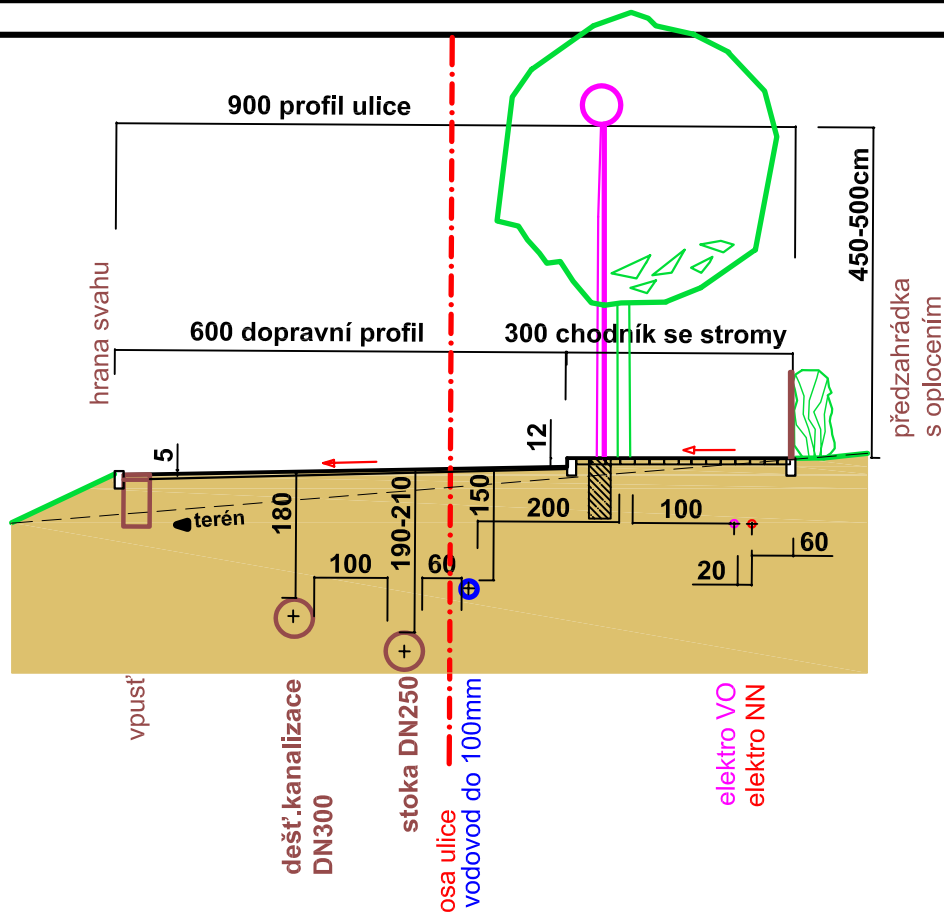 900 profil ulice
450-500cm
hrana svahu
600 dopravní profil
300 chodník se stromy
předzahrádka
s oplocením
5
12
180
190-210
150
terén
200
100
100
60
60
20
vpusť
dešť.kanalizace
DN300
stoka DN250
osa ulice
vodovod do 100mm
elektro VO
elektro NN